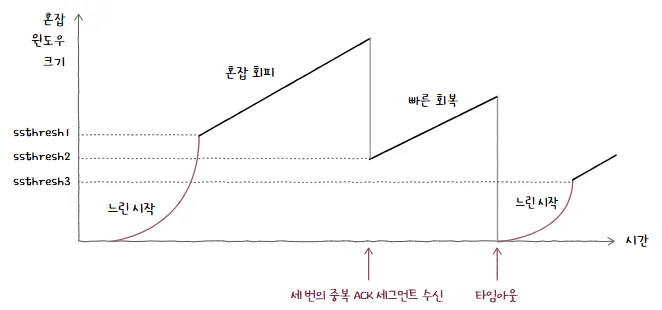 혼잡
윈도우
크기
혼잡 회피
빠른 회복
ssthresh1
ssthresh2
ssthresh3
느린 시작
느린 시작
시간
세 번의 중복 ACK 세그먼트 수신
타임아웃